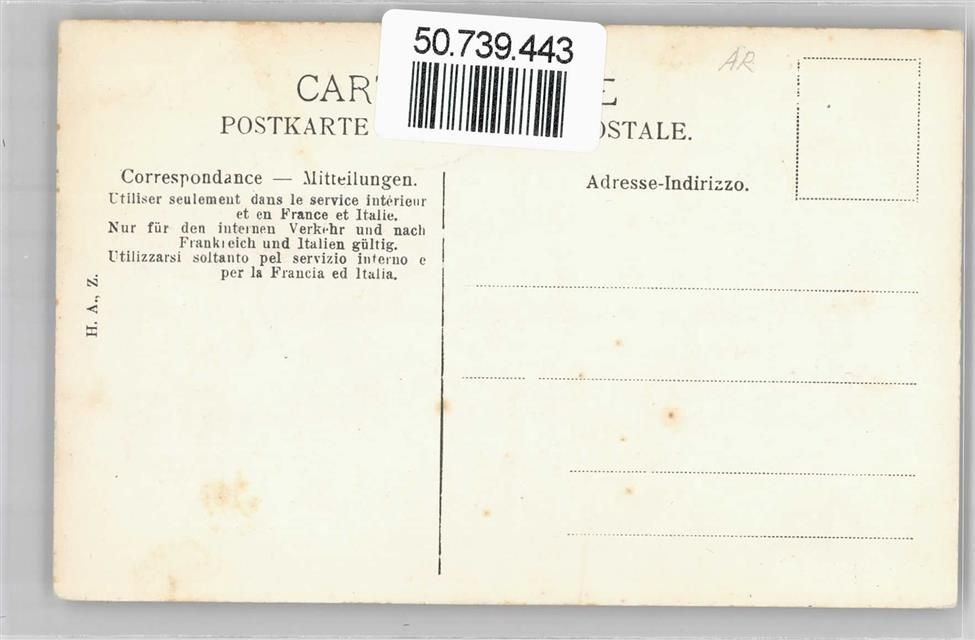 50.739.443
AR
CAR E
POSTKARTE OSTALE.
Correspondance — Mitteilungen.
Utiliser seulement dans le service intérieur
et en France et Italie.
Nur für den internen Verkehr und nach
Frankreich und Italien gültig.
Utilizzarsi soltanto pel servizio interno e
per la Francia ed Italia.
Adresse-Indirizzo.
H. A., Z.